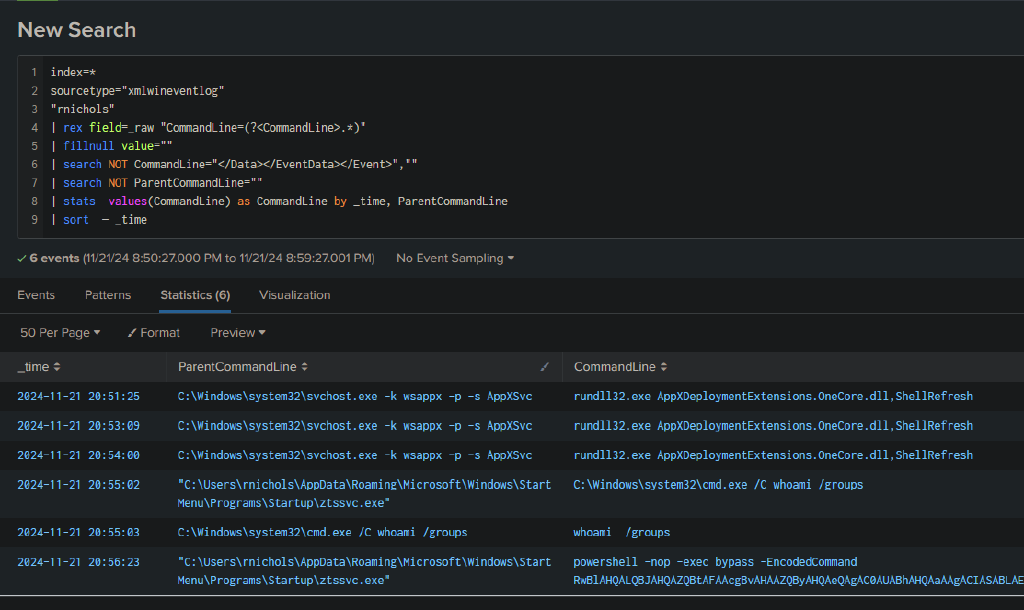 New Search
1 index=*
2 sourcetype="xmlwineventlog"
3 "rnichols"
4 | rex field=_raw "CommandLine=(?<CommandLine>.*)"
5 | fillnull value=""
6 | search NOT CommandLine="</Data></EventData></Event>",""
7 | search NOT ParentCommandLine=""
8 | stats values(CommandLine) as CommandLine by _time, ParentCommandLine
9 | sort - _time
6 events (11/21/24 8:50:27.000 PM to 11/21/24 8:59:27.001 PM) No Event Sampling
Events Patterns Statistics (6) Visualization
50 Per Page Format Preview
_time ParentCommandLine CommandLine
2024-11-21 20:51:25 C:\Windows\system32\svchost.exe -k wsappx -p -s AppXSvc rundll32.exe AppXDeploymentExtensions.OneCore.dll,ShellRefresh
2024-11-21 20:53:09 C:\Windows\system32\svchost.exe -k wsappx -p -s AppXSvc rundll32.exe AppXDeploymentExtensions.OneCore.dll,ShellRefresh
2024-11-21 20:54:00 C:\Windows\system32\svchost.exe -k wsappx -p -s AppXSvc rundll32.exe AppXDeploymentExtensions.OneCore.dll,ShellRefresh
2024-11-21 20:55:02 "C:\Users\rnichols\AppData\Roaming\Microsoft\Windows\Start C:\Windows\system32\cmd.exe /C whoami /groups
Menu\Programs\Startup\ztssvc.exe"
2024-11-21 20:55:03 C:\Windows\system32\cmd.exe /C whoami /groups whoami /groups
2024-11-21 20:56:23 "C:\Users\rnichols\AppData\Roaming\Microsoft\Windows\Start powershell -nop -exec bypass -EncodedCommand
Menu\Programs\Startup\ztssvc.exe" RwBlAHQALQBJAHQAZQBtAFAAcgBvAHAAZQByAHQAeQAgAC0AUABhAHQAaAAgACIASABLAE